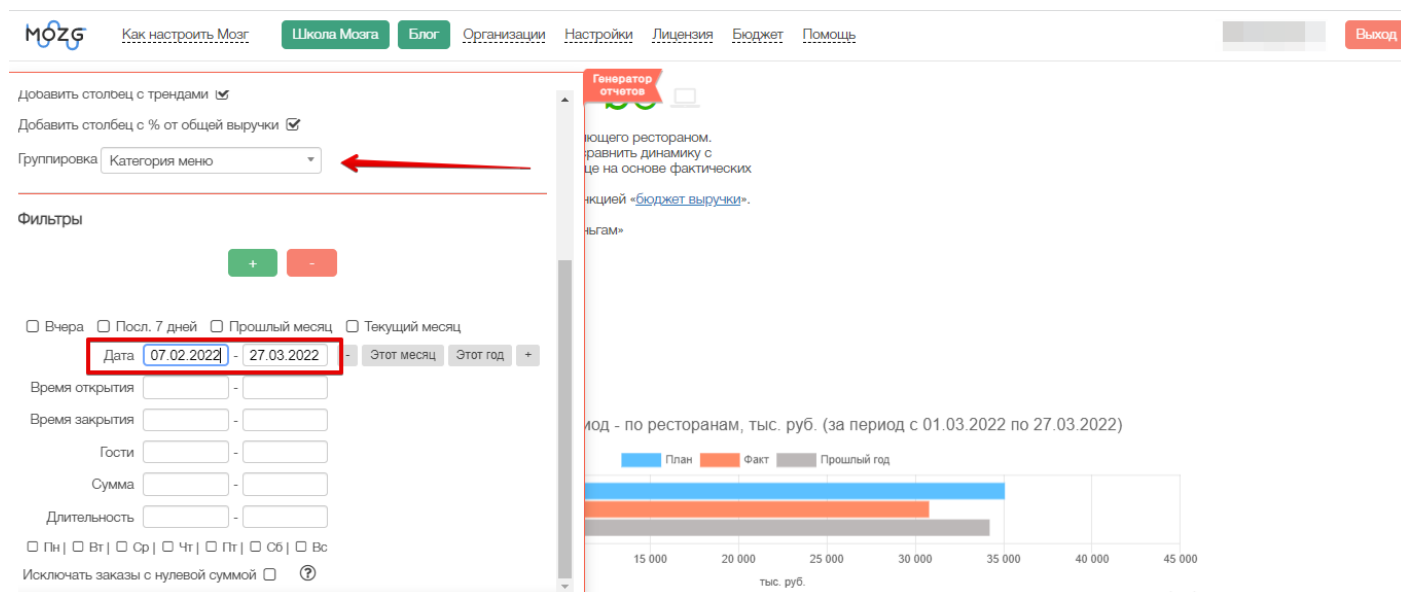 MOZG Как настроить Мозг Школа Мозга Блог Организации Настройки Лицензия Бюджет Помощь Выход
Генератор
отчетов
Добавить столбец с трендами
Добавить столбец с % от общей выручки
Группировка Категория меню
Фильтры
+ -
Вчера Посл. 7 дней Прошлый месяц Текущий месяц
Дата 07.02.2022 - 27.03.2022 - Этот месяц Этот год +
Время открытия -
Время закрытия -
Гости -
Сумма -
Длительность -
Пн | Вт | Ср | Чт | Пт | Сб | Вс
Исключать заказы с нулевой суммой ?
ющего рестораном.
равнить динамику с
це на основе фактических
нкцией «бюджет выручки».
ньгам»
иод - по ресторанам, тыс. руб. (за период с 01.03.2022 по 27.03.2022)
План Факт Прошлый год
15 000 20 000 25 000 30 000 35 000 40 000 45 000
тыс. руб.